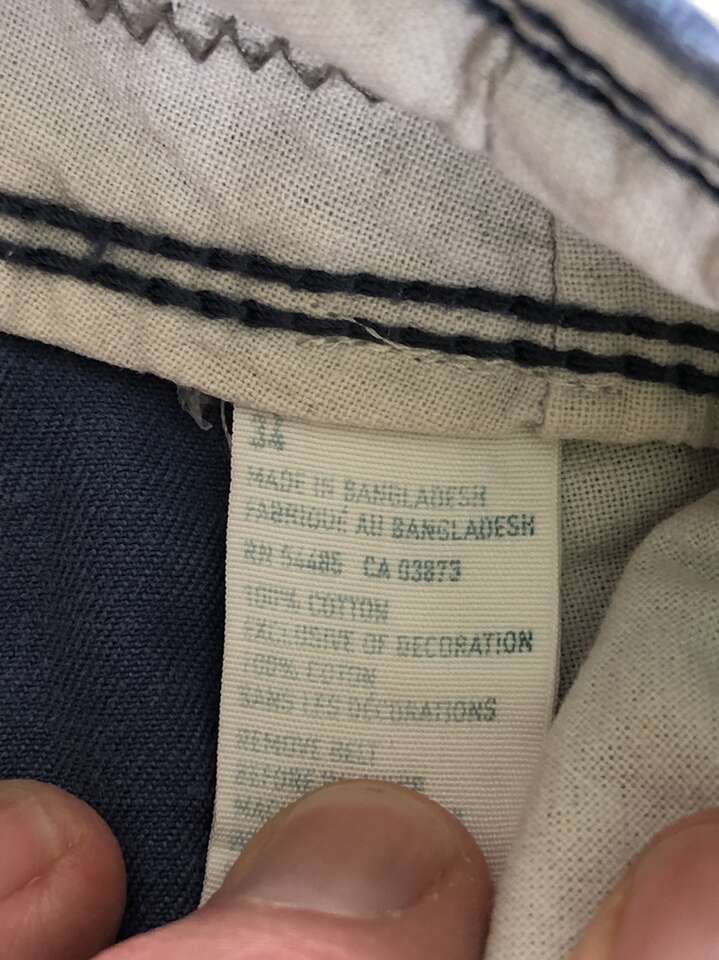 34
MADE IN BANGLADESH
FABRIQUÉ AU BANGLADESH
RN 54485 CA 03873
100% COTTON
EXCLUSIVE OF DECORATION
100% COTON
SANS LES DÉCORATIONS
REMOVE BELT
BEFORE